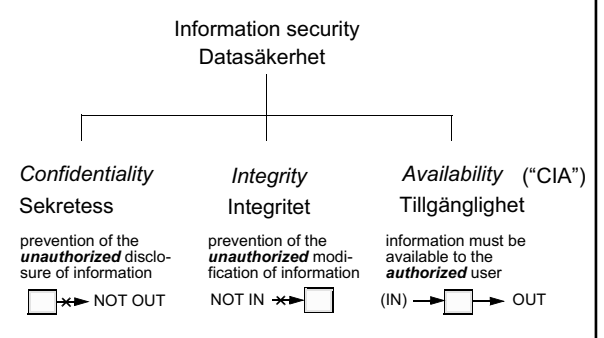 Information security
Datasäkerhet
Confidentiality
Sekretess
prevention of the
unauthorized disclo-
sure of information
NOT OUT
Integrity
Integritet
prevention of the
unauthorized modi-
fication of information
NOT IN
Availability ("CIA")
Tillgänglighet
information must be
available to the
authorized user
(IN) OUT